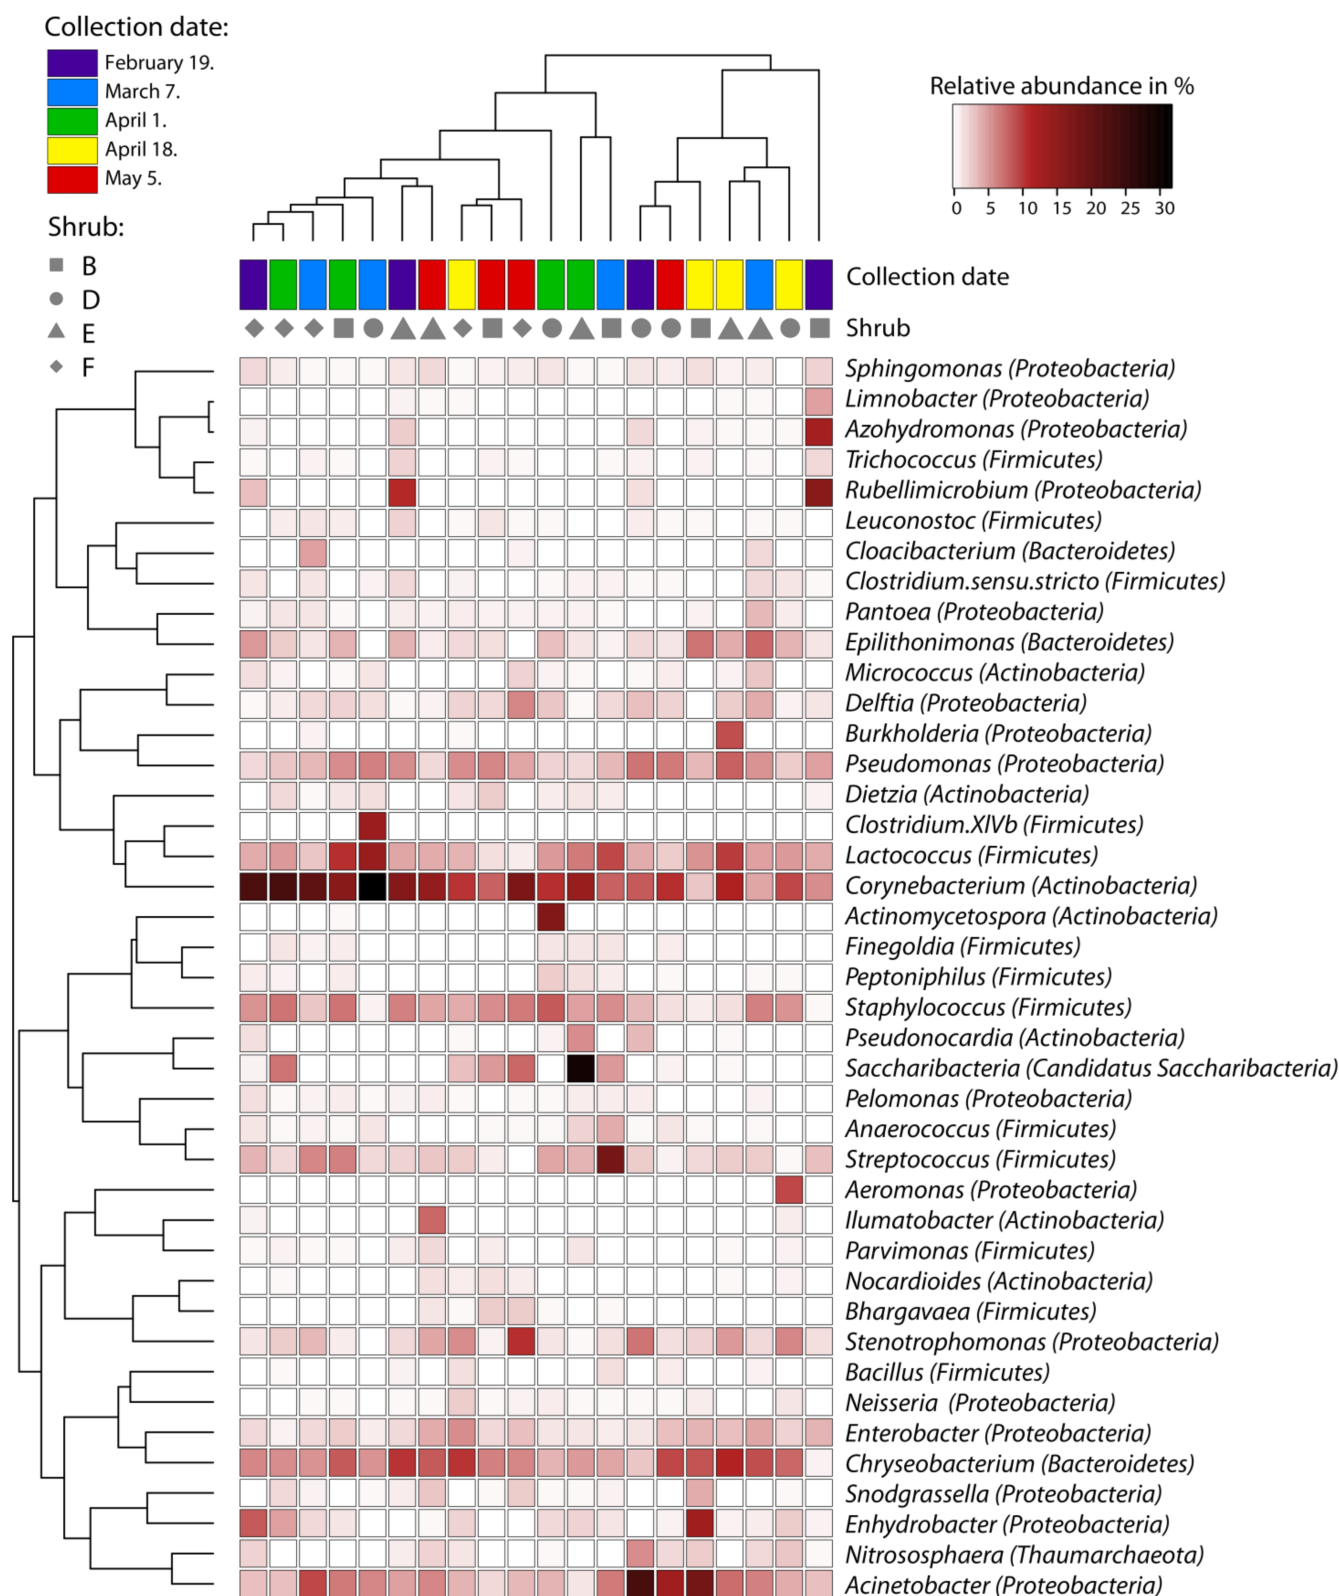 Collection date:
February 19.
March 7.
April 1.
April 18.
May 5.
Shrub:
B
D
E
F
Relative abundance in %
0 5 10 15 20 25 30
Collection date
Shrub
Sphingomonas (Proteobacteria)
Limnobacter (Proteobacteria)
Azohydromonas (Proteobacteria)
Trichococcus (Firmicutes)
Rubellimicrobium (Proteobacteria)
Leuconostoc (Firmicutes)
Cloacibacterium (Bacteroidetes)
Clostridium.sensu.stricto (Firmicutes)
Pantoea (Proteobacteria)
Epilithonimonas (Bacteroidetes)
Micrococcus (Actinobacteria)
Delftia (Proteobacteria)
Burkholderia (Proteobacteria)
Pseudomonas (Proteobacteria)
Dietzia (Actinobacteria)
Clostridium.XlVb (Firmicutes)
Lactococcus (Firmicutes)
Corynebacterium (Actinobacteria)
Actinomycetospora (Actinobacteria)
Finegoldia (Firmicutes)
Peptoniphilus (Firmicutes)
Staphylococcus (Firmicutes)
Pseudonocardia (Actinobacteria)
Saccharibacteria (Candidatus Saccharibacteria)
Pelomonas (Proteobacteria)
Anaerococcus (Firmicutes)
Streptococcus (Firmicutes)
Aeromonas (Proteobacteria)
Ilumatobacter (Actinobacteria)
Parvimonas (Firmicutes)
Nocardioides (Actinobacteria)
Bhargavaea (Firmicutes)
Stenotrophomonas (Proteobacteria)
Bacillus (Firmicutes)
Neisseria (Proteobacteria)
Enterobacter (Proteobacteria)
Chryseobacterium (Bacteroidetes)
Snodgrassella (Proteobacteria)
Enhydrobacter (Proteobacteria)
Nitrososphaera (Thaumarchaeota)
Acinetobacter (Proteobacteria)